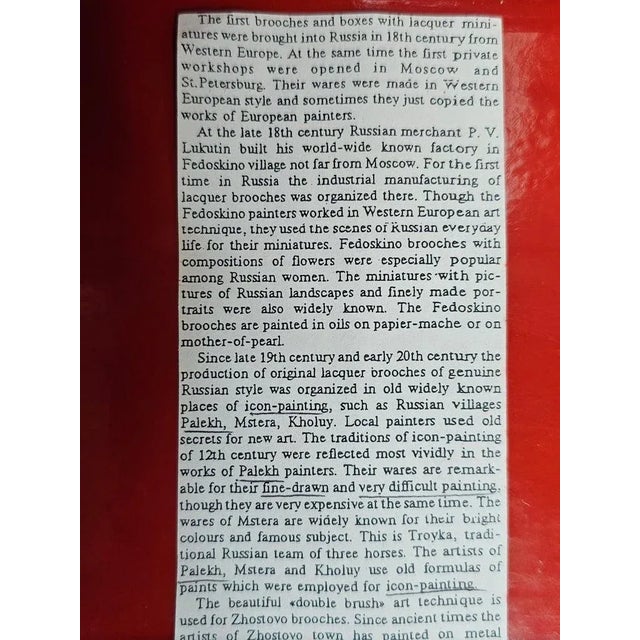 The first brooches and boxes with lacquer mini-
atures were brought into Russia in 18th century from
Western Europe. At the same time the first private
workshops were opened in Moscow and
St.Petersburg. Their wares were made in Western
European style and sometimes they just copied the
works of European painters.
At the late 18th century Russian merchant P. V.
Lukutin built his world-wide known factory in
Fedoskino village not far from Moscow. For the first
time in Russia the industrial manufacturing of
lacquer brooches was organized there. Though the
Fedoskino painters worked in Western European art
technique, they used the scenes of Russian everyday
life for their miniatures. Fedoskino brooches with
compositions of flowers were especially popular
among Russian women. The miniatures with pic-
tures of Russian landscapes and finely made por-
traits were also widely known. The Fedoskino
brooches are painted in oils on papier-mache or on
mother-of-pearl.
Since late 19th century and early 20th century the
production of original lacquer brooches of genuine
Russian style was organized in old widely known
places of icon-painting, such as Russian villages
Palekh, Mstera, Kholuy. Local painters used old
secrets for new art. The traditions of icon-painting
of 12th century were reflected most vividly in the
works of Palekh painters. Their wares are remark-
able for their fine-drawn and very difficult painting,
though they are very expensive at the same time. The
wares of Mstera are widely known for their bright
colours and famous subject. This is Troyka, tradi-
tional Russian team of three horses. The artists of
Palekh, Mstera and Kholuy use old formulas of
paints which were employed for icon-painting.
The beautiful «double brush» art technique is
used for Zhostovo brooches. Since ancient times the
artists of Zhostovo town has painted on metal